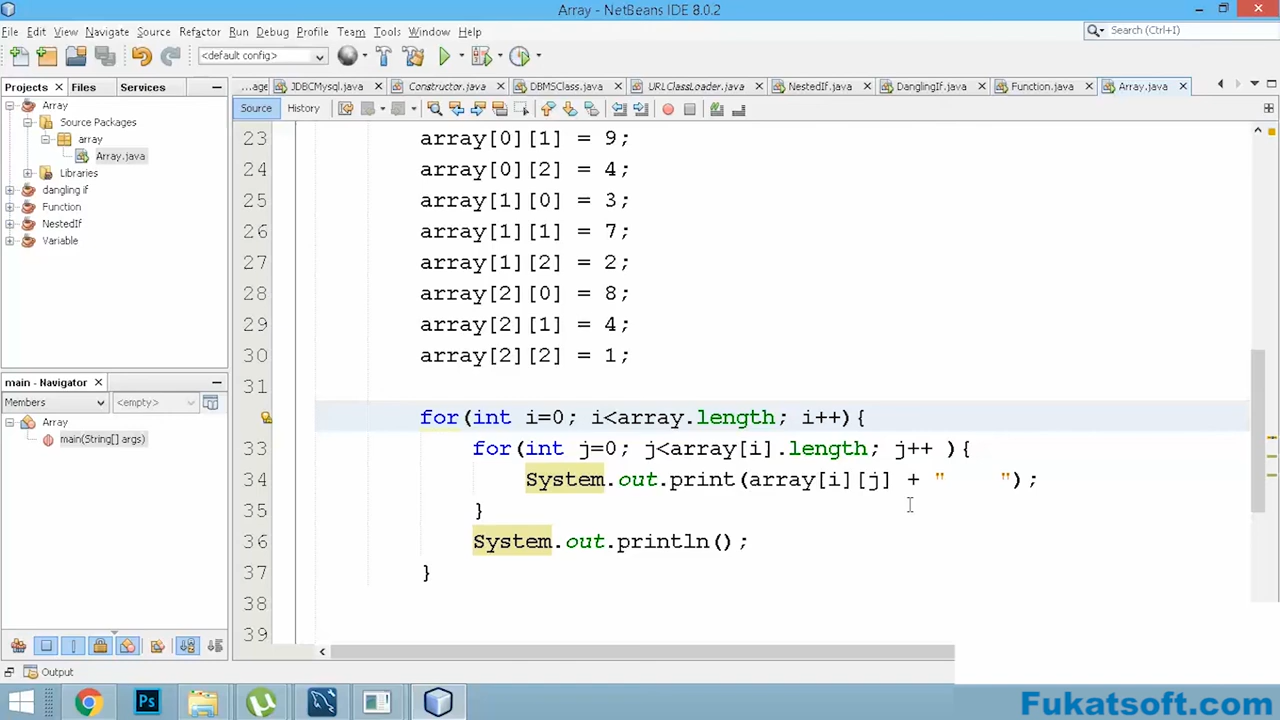 Array - NetBeans IDE 8.0.2
File Edit View Navigate Source Refactor Run Debug Profile Team Tools Window Help
Search (Ctrl+I)
<default config>
Projects Files Services
...age JDBCMysql.java Constructor.java DBMSClass.java URLClassLoader.java NestedIf.java DanglingIf.java Function.java Array.java
Source History
Array
Source Packages
array
Array.java
Libraries
dangling if
Function
NestedIf
Variable
main - Navigator
Members <empty>
Array
main(String[] args)
23 array[0][1] = 9;
24 array[0][2] = 4;
25 array[1][0] = 3;
26 array[1][1] = 7;
27 array[1][2] = 2;
28 array[2][0] = 8;
29 array[2][1] = 4;
30 array[2][2] = 1;
31
for(int i=0; i<array.length; i++){
33 for(int j=0; j<array[i].length; j++ ){
34 System.out.print(array[i][j] + "    ");
35 }
36 System.out.println();
37 }
38
39
Output
Ps
Fukatsoft.com